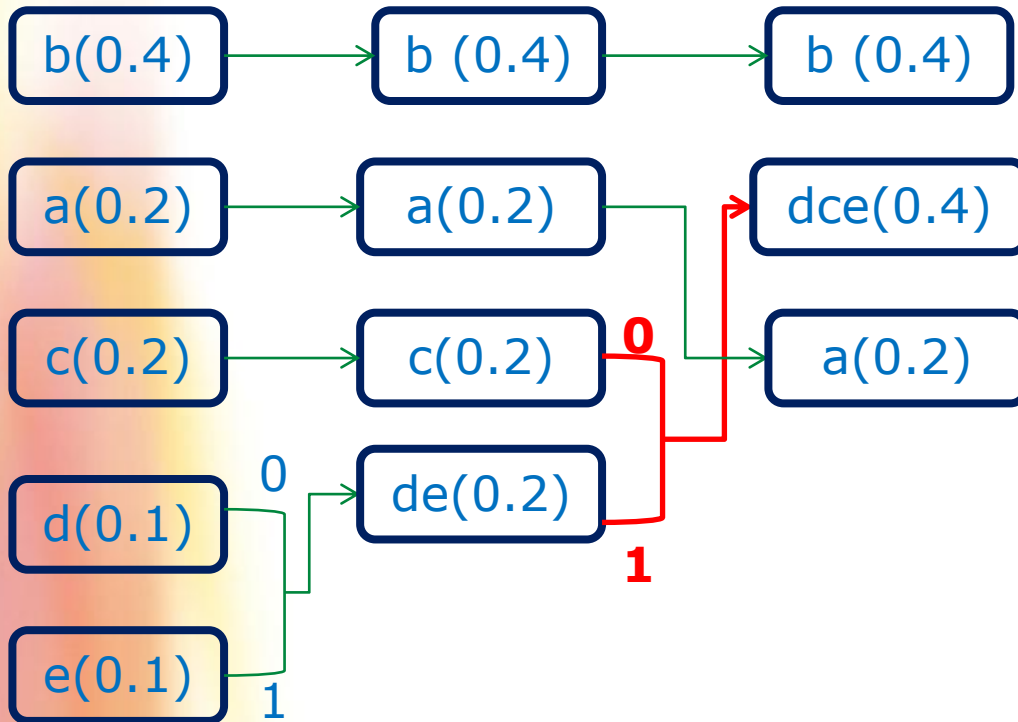 b(0.4) b (0.4) b (0.4)
a(0.2) a(0.2) dce(0.4)
0
c(0.2) c(0.2) a(0.2)
0 de(0.2)
d(0.1)
1
e(0.1)
1